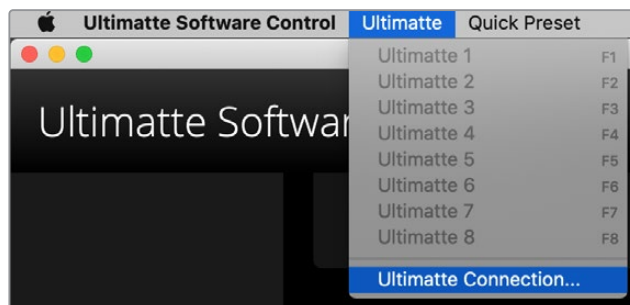 Ultimatte Software Control Ultimatte Quick Preset
Ultimatte 1 F1
Ultimatte 2 F2
Ultimatte 3 F3
Ultimatte Softwar
Ultimatte 4 F4
Ultimatte 5 F5
Ultimatte 6 F6
Ultimatte 7 F7
Ultimatte 8 F8
Ultimatte Connection...